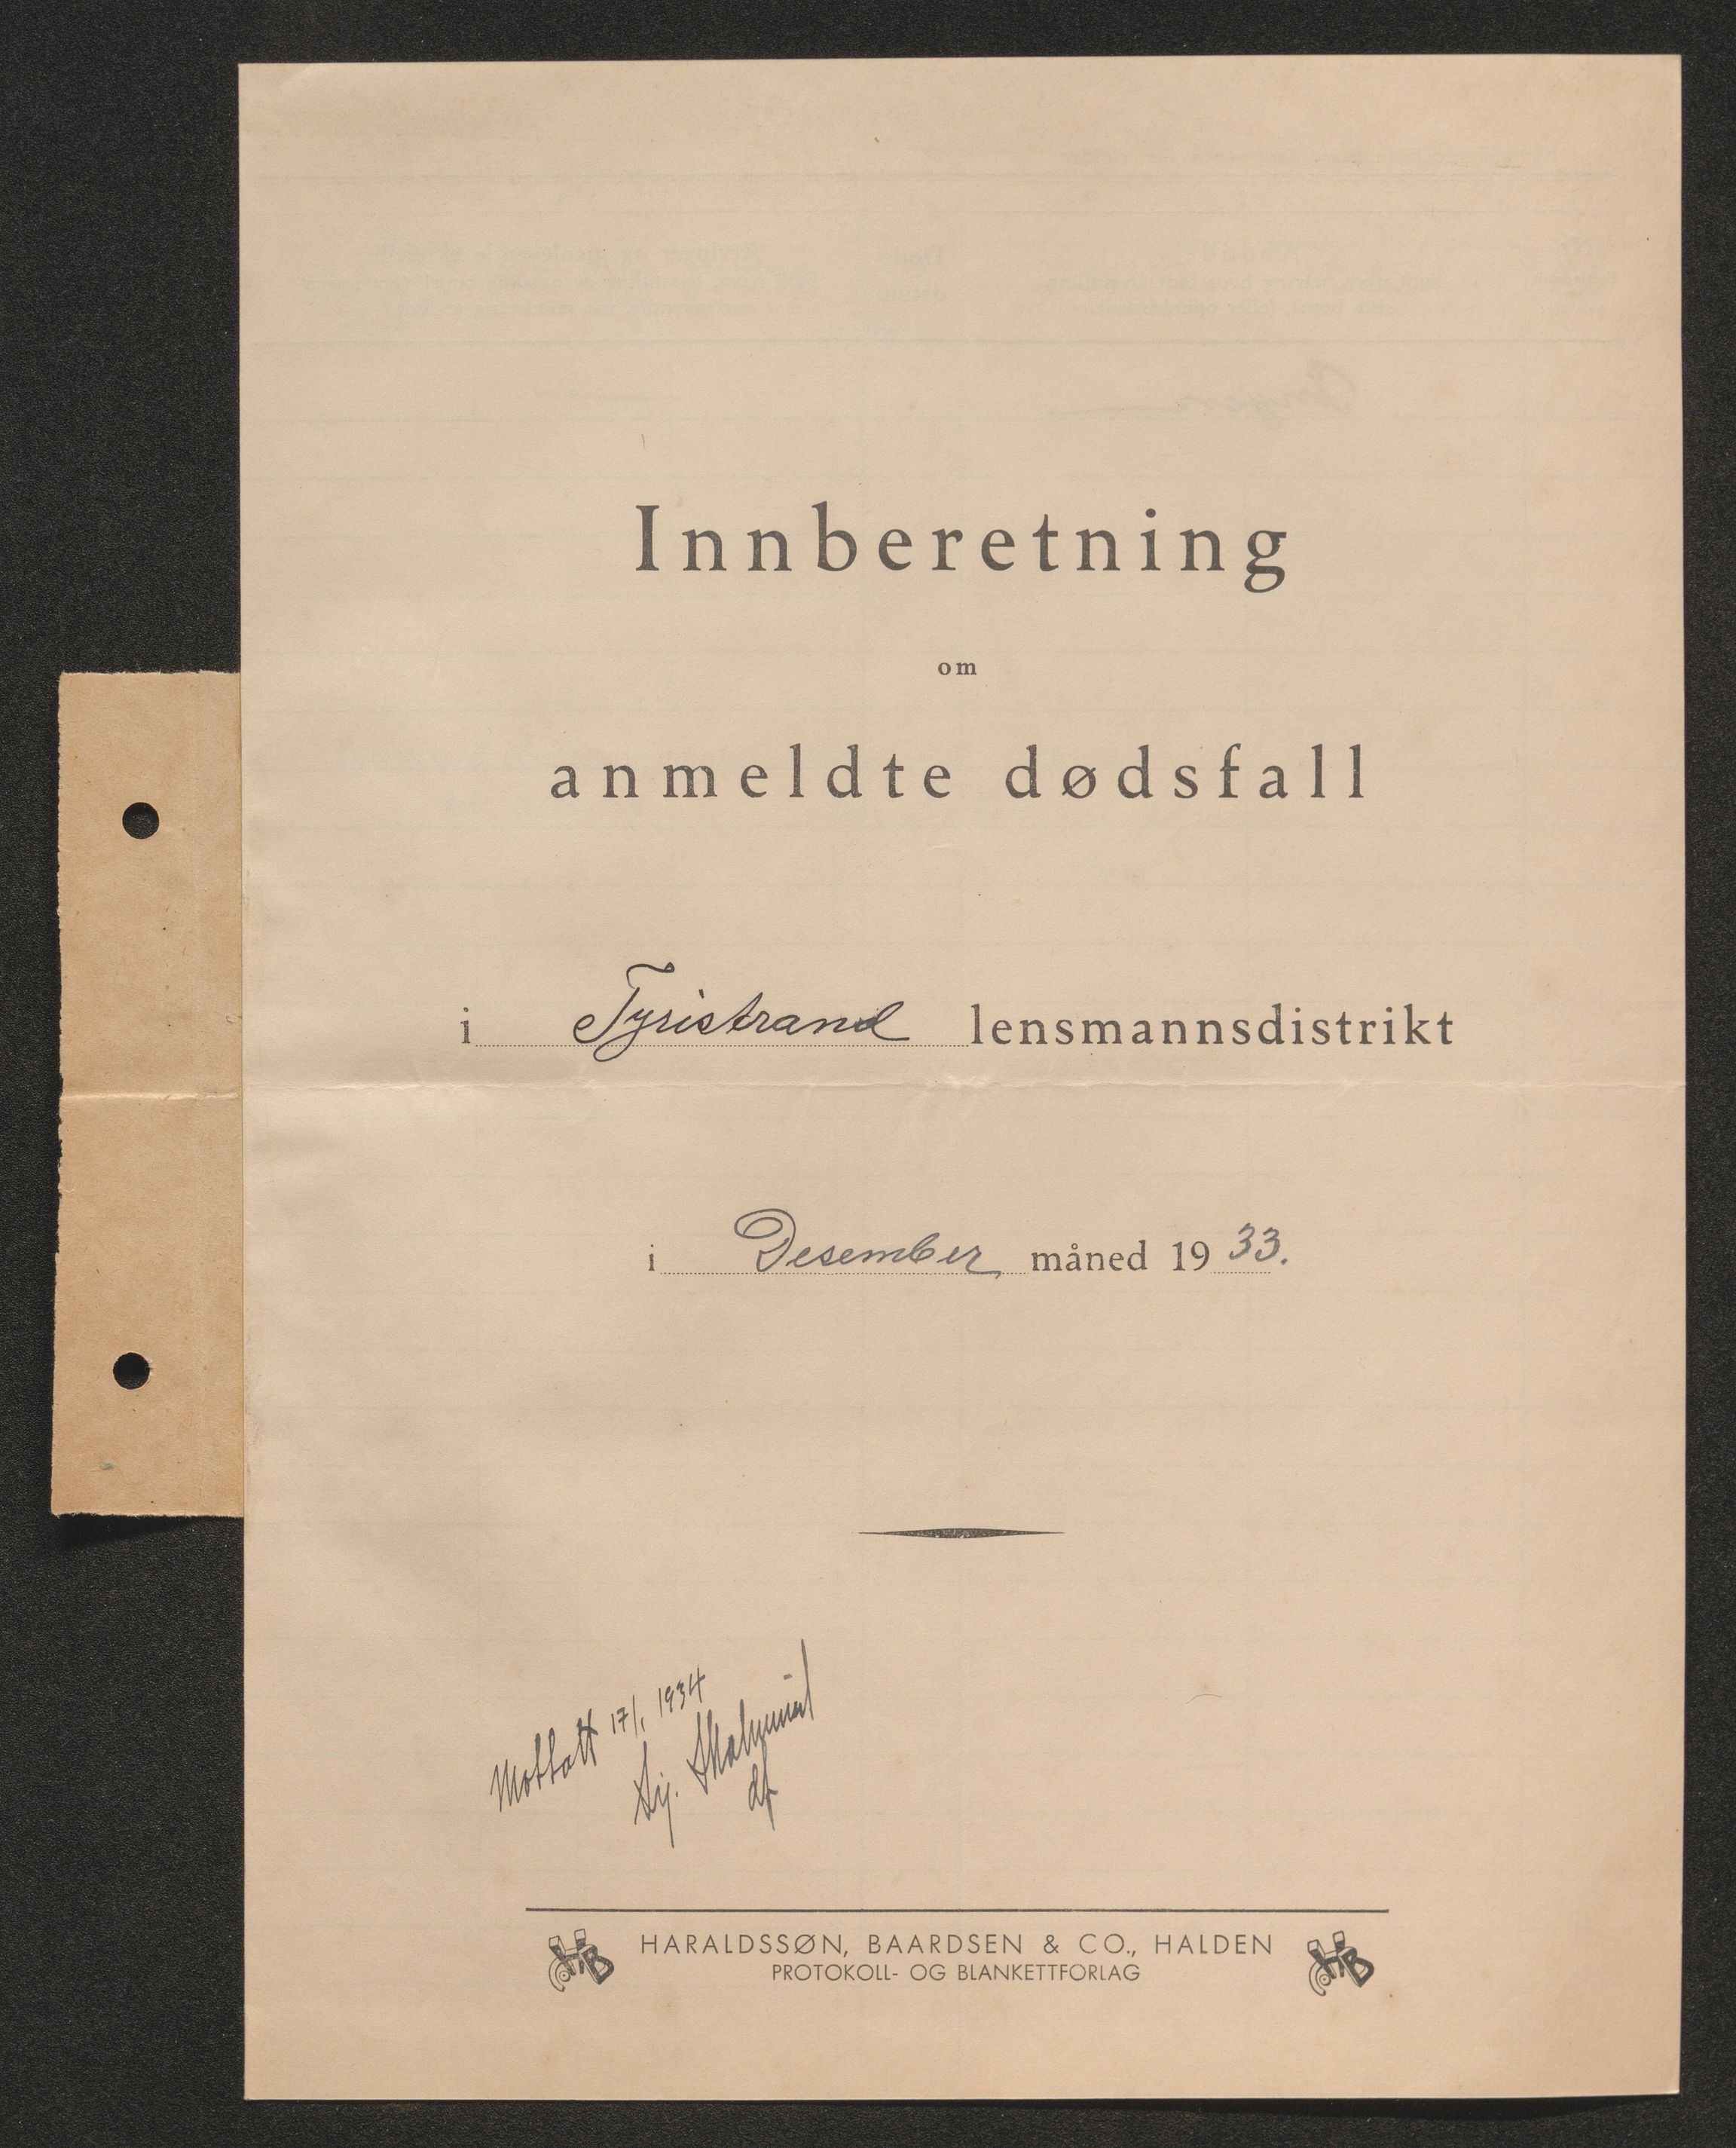 Innberetning
om
anmeldte dødsfall
i Tyristrand lensmannsdistrikt
i Desember måned 1933.
Mottatt 17/1 1934
HARALDSSØN, BAARDSEN & CO., HALDEN
PROTOKOLL- OG BLANKETTFORLAG